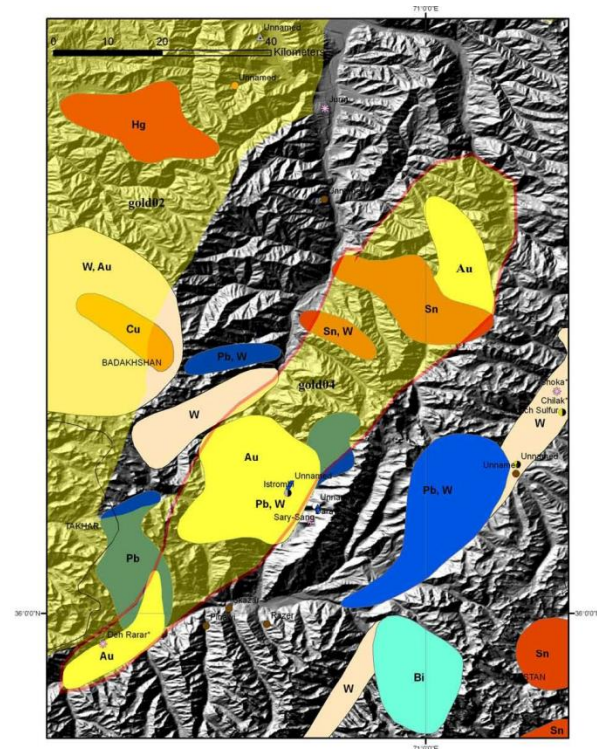 71°0'0"E
Unnamed
0 20 40
Kilometers
Unnamed
Jurm
Hg
gold02
Au
W, Au
Sn
Cu
Sn, W
BADAKHSHAN
Pb, W
gold04
Chilak*
W
W
Au
Unnamed
Unnamed
Istrom
Pb, W
Pb, W
Sary-Sang
TAKHAR
Pb
36°0'0"N
36°0'0"N
Deh Rarar*
Au
Sn
W
Bi
Sn
71°0'0"E